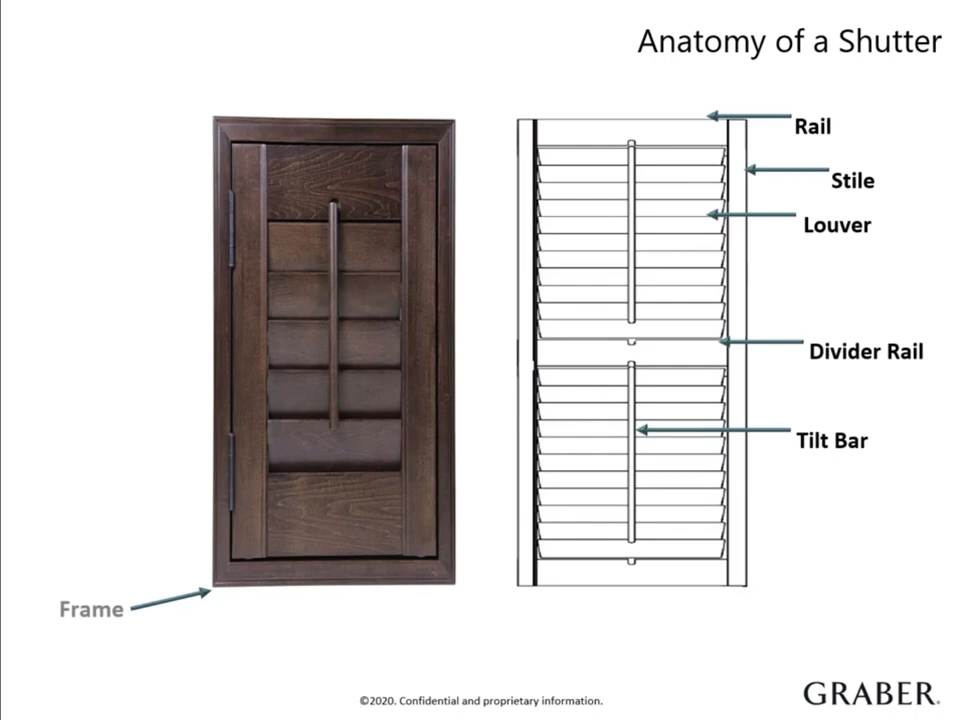 Anatomy of a Shutter
Rail
Stile
Louver
Divider Rail
Tilt Bar
Frame
©2020. Confidential and proprietary information.
GRABER.